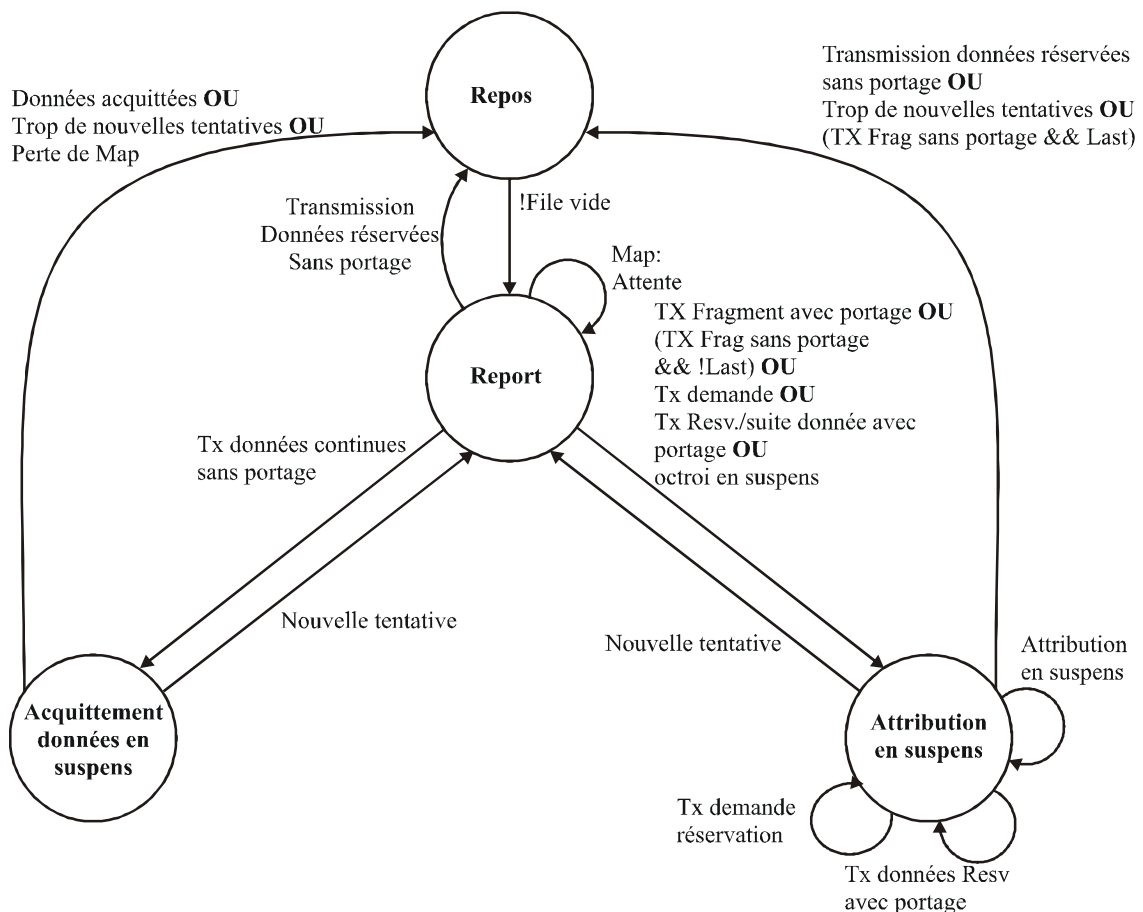 Repos
Transmission données réservées
sans portage OU
Trop de nouvelles tentatives OU
(TX Frag sans portage && Last)
Données acquittées OU
Trop de nouvelles tentatives OU
Perte de Map
Transmission
Données réservées
Sans portage
!File vide
Map:
Attente
TX Fragment avec portage OU
(TX Frag sans portage
&& !Last) OU
Tx demande OU
Tx Resv./suite donnée avec
portage OU
octroi en suspens
Report
Tx données continues
sans portage
Nouvelle tentative
Nouvelle tentative
Attribution
en suspens
Acquittement
données en
suspens
Attribution
en suspens
Tx demande
réservation
Tx données Resv
avec portage